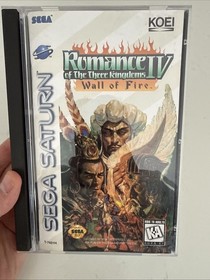 SEGA
KOEI
Romance IV
of The Three Kingdoms
Wall of Fire
SEGA SATURN
SEGA
K-A